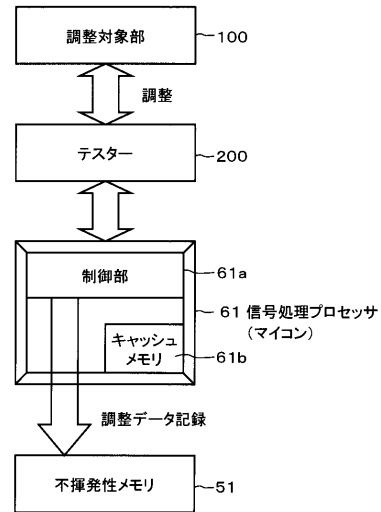 調整対象部
100
調整
テスター
200
制御部
61a
61 信号処理プロセッサ
(マイコン)
キャッシュ
メモリ
61b
調整データ記録
不揮発性メモリ
51